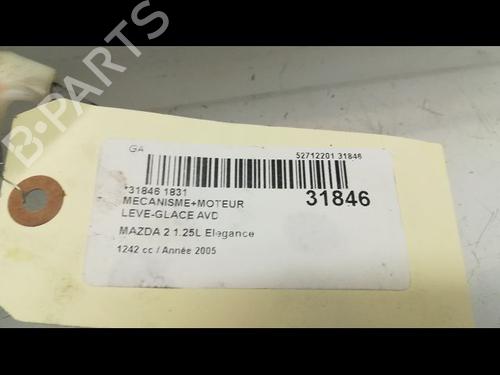 B-PARTS
GA
52712201 31846
*31846 1831
31846
MECANISME+MOTEUR
LEVE-GLACE AVD
MAZDA 2 1.25L Elegance
1242 cc / Année 2005